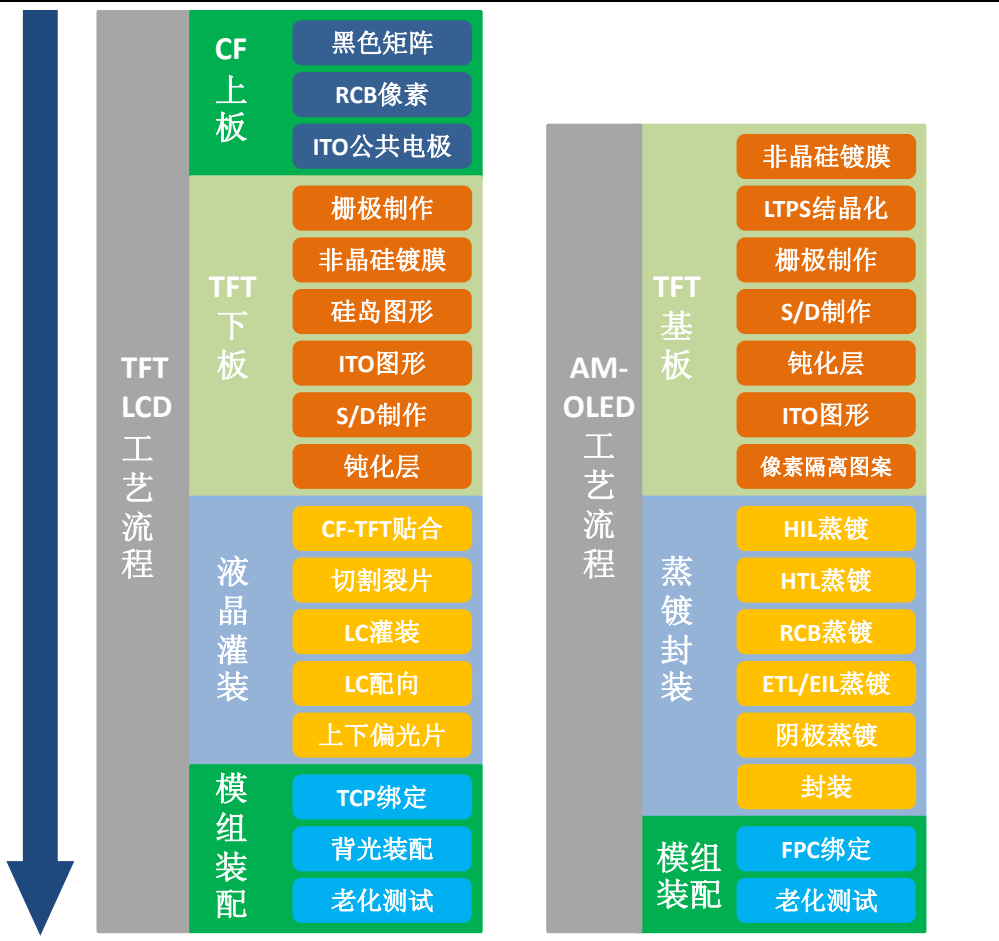 TFT
LCD
工
艺
流
程
CF
上
板
黑色矩阵
RCB像素
ITO公共电极
TFT
下
板
栅极制作
非晶硅镀膜
硅岛图形
ITO图形
S/D制作
钝化层
液
晶
灌
装
CF-TFT贴合
切割裂片
LC灌装
LC配向
上下偏光片
模
组
装
配
TCP绑定
背光装配
老化测试
AM-
OLED
工
艺
流
程
TFT
基
板
非晶硅镀膜
LTPS结晶化
栅极制作
S/D制作
钝化层
ITO图形
像素隔离图案
蒸
镀
封
装
HIL蒸镀
HTL蒸镀
RCB蒸镀
ETL/EIL蒸镀
阴极蒸镀
封装
模组
装配
FPC绑定
老化测试